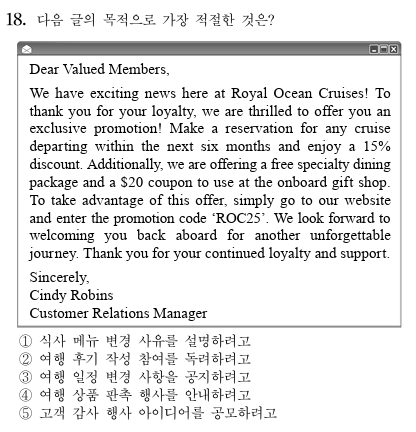 18. 다음 글의 목적으로 가장 적절한 것은?
Dear Valued Members,
We have exciting news here at Royal Ocean Cruises! To
thank you for your loyalty, we are thrilled to offer you an
exclusive promotion! Make a reservation for any cruise
departing within the next six months and enjoy a 15%
discount. Additionally, we are offering a free specialty dining
package and a $20 coupon to use at the onboard gift shop.
To take advantage of this offer, simply go to our website
and enter the promotion code ‘ROC25’. We look forward to
welcoming you back aboard for another unforgettable
journey. Thank you for your continued loyalty and support.
Sincerely,
Cindy Robins
Customer Relations Manager
① 식사 메뉴 변경 사유를 설명하려고
② 여행 후기 작성 참여를 독려하려고
③ 여행 일정 변경 사항을 공지하려고
④ 여행 상품 판촉 행사를 안내하려고
⑤ 고객 감사 행사 아이디어를 공모하려고